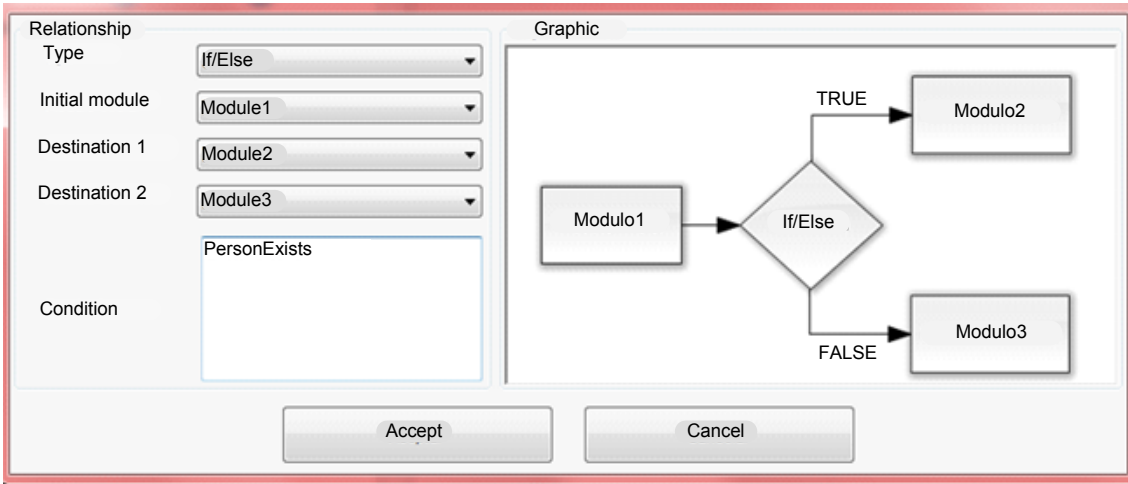 Relationship
Type
If/Else
Initial module
Module1
Destination 1
Module2
Destination 2
Module3
Condition
PersonExists
Graphic
Modulo1
If/Else
TRUE
Modulo2
FALSE
Modulo3
Accept
Cancel